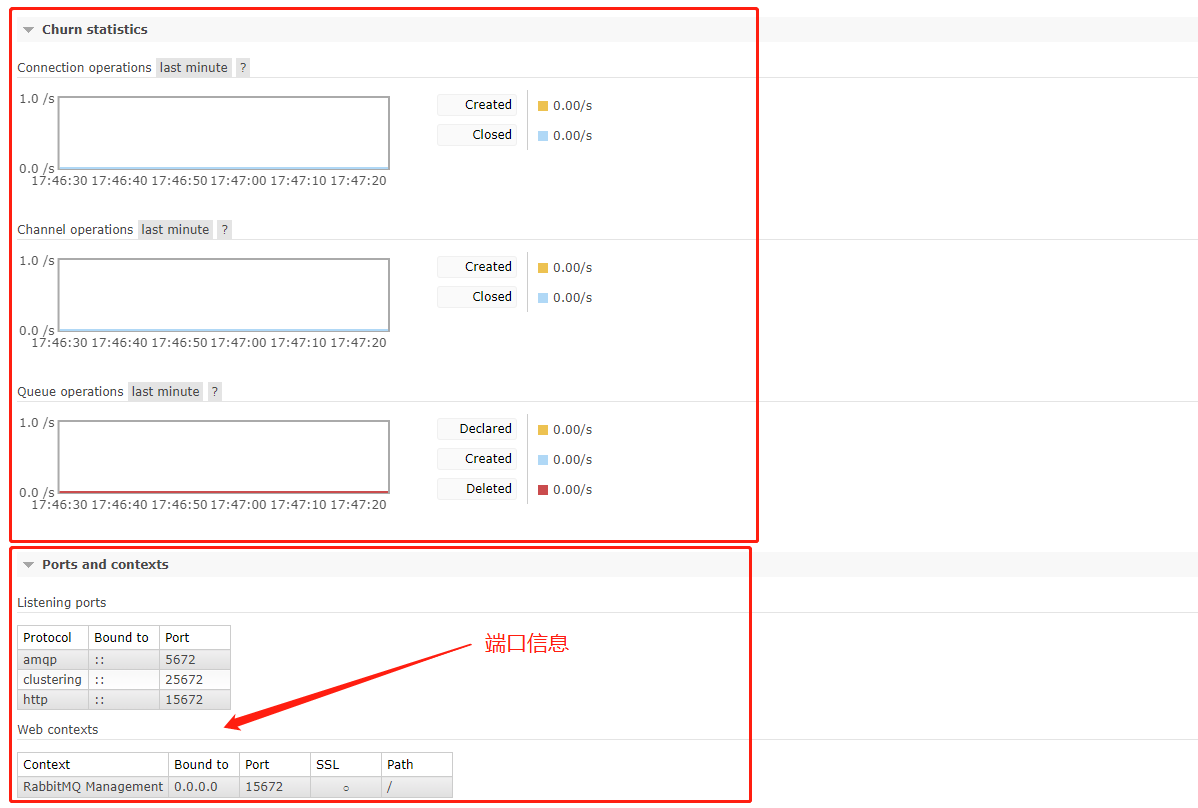 Churn statistics
Connection operations last minute ?
1.0 /s
0.0 /s
17:46:30 17:46:40 17:46:50 17:47:00 17:47:10 17:47:20
Created 0.00/s
Closed 0.00/s
Channel operations last minute ?
1.0 /s
0.0 /s
17:46:30 17:46:40 17:46:50 17:47:00 17:47:10 17:47:20
Created 0.00/s
Closed 0.00/s
Queue operations last minute ?
1.0 /s
0.0 /s
17:46:30 17:46:40 17:46:50 17:47:00 17:47:10 17:47:20
Declared 0.00/s
Created 0.00/s
Deleted 0.00/s
Ports and contexts
Listening ports
Protocol Bound to Port
amqp :: 5672
clustering :: 25672
http :: 15672
端口信息
Web contexts
Context Bound to Port SSL Path
RabbitMQ Management 0.0.0.0 15672 ○ /